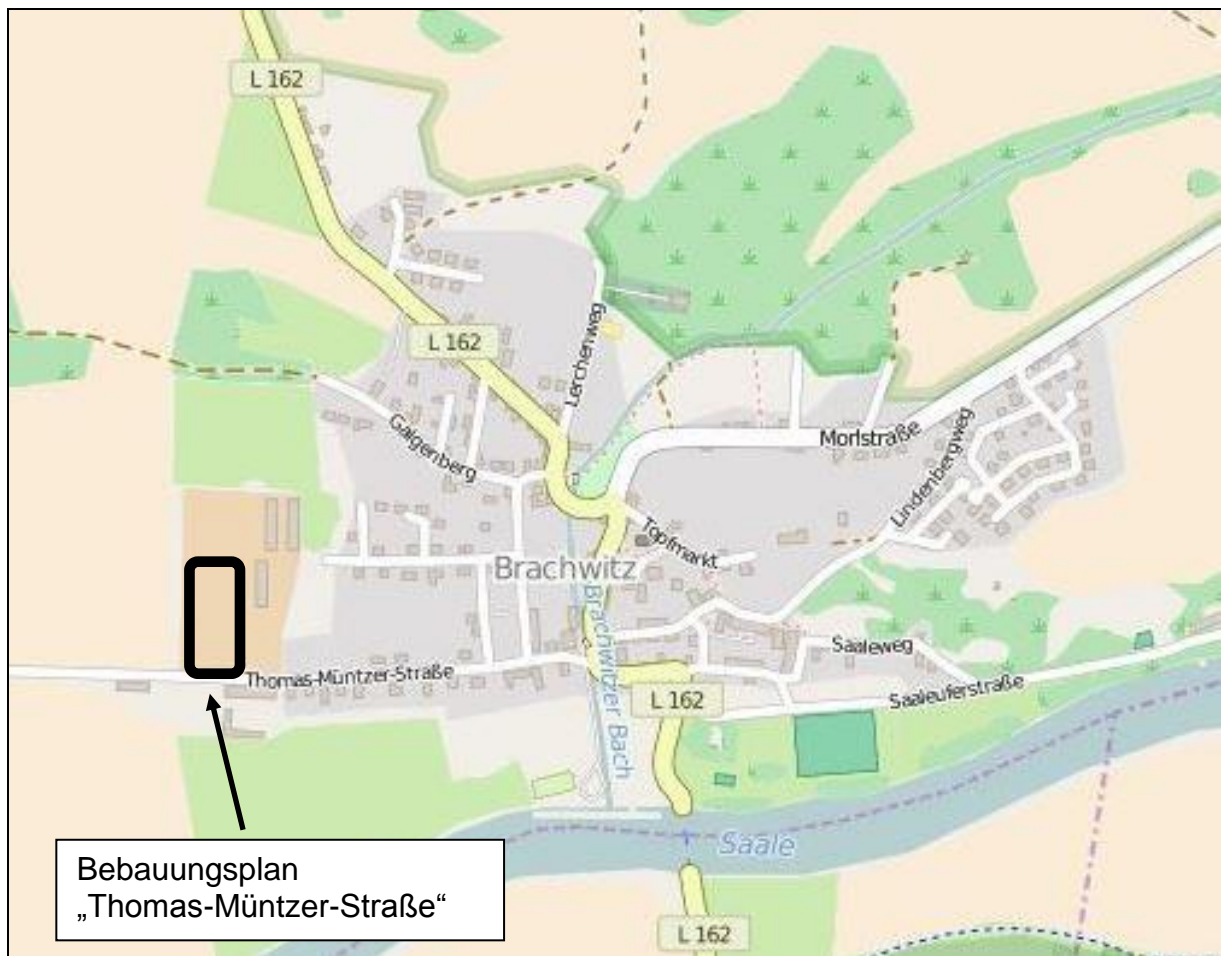 L 162
L 162
Lerchenweg
Galgenberg
Morlstraße
Lindenbergweg
Topfmarkt
Brachwitz
Brachwitzer Bach
Saaleweg
Thomas-Müntzer-Straße
Saaleuferstraße
L 162
Saale
Bebauungsplan
„Thomas-Müntzer-Straße“
L 162